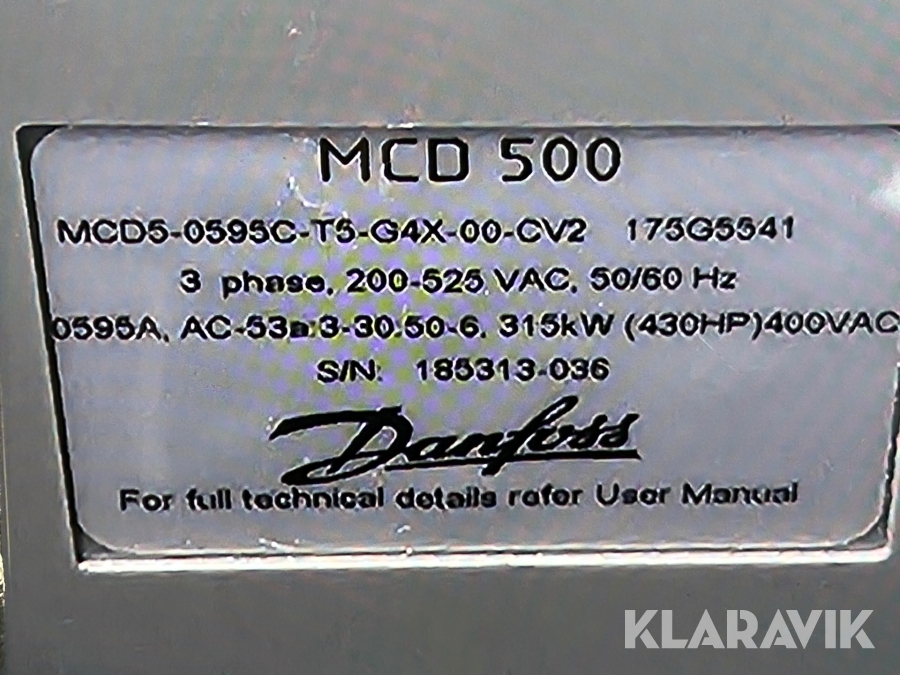 MCD 500
MCD5-0595C-T5-G4X-00-CV2 175G5541
3 phase, 200-525 VAC, 50/60 Hz
0595A, AC-53a:3-30:50-6, 315kW (430HP)400VAC
S/N: 185313-036
Danfoss
For full technical details refer User Manual
KLARAVIK